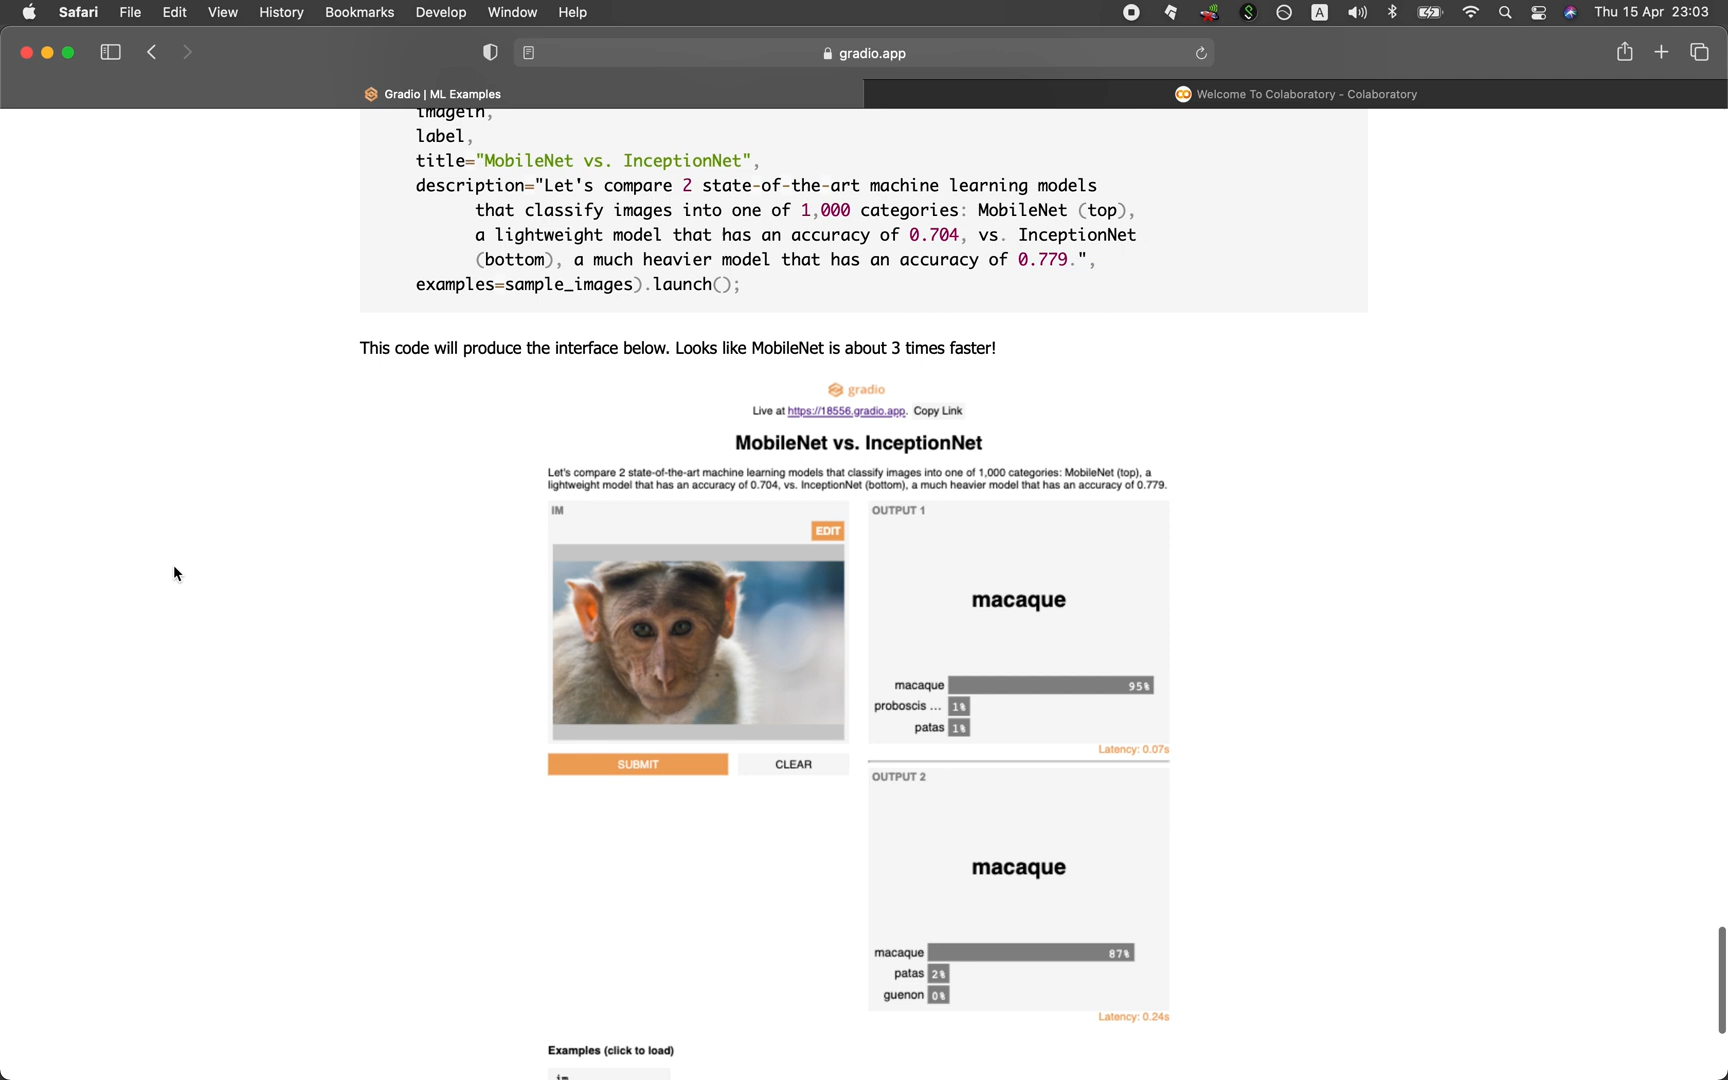 Safari File Edit View History Bookmarks Develop Window Help A Thu 15 Apr 23:03
gradio.app
Gradio | ML Examples
Welcome To Colaboratory - Colaboratory
imagein,
label,
title="MobileNet vs. InceptionNet",
description="Let's compare 2 state-of-the-art machine learning models
that classify images into one of 1,000 categories: MobileNet (top),
a lightweight model that has an accuracy of 0.704, vs. InceptionNet
(bottom), a much heavier model that has an accuracy of 0.779.",
examples=sample_images).launch();
This code will produce the interface below. Looks like MobileNet is about 3 times faster!
gradio
Live at https://18556.gradio.app. Copy Link
MobileNet vs. InceptionNet
Let's compare 2 state-of-the-art machine learning models that classify images into one of 1,000 categories: MobileNet (top), a
lightweight model that has an accuracy of 0.704, vs. InceptionNet (bottom), a much heavier model that has an accuracy of 0.779.
IM
EDIT
SUBMIT
CLEAR
OUTPUT 1
macaque
macaque 95%
proboscis ... 1%
patas 1%
Latency: 0.07s
OUTPUT 2
macaque
macaque 87%
patas 2%
guenon 0%
Latency: 0.24s
Examples (click to load)
im